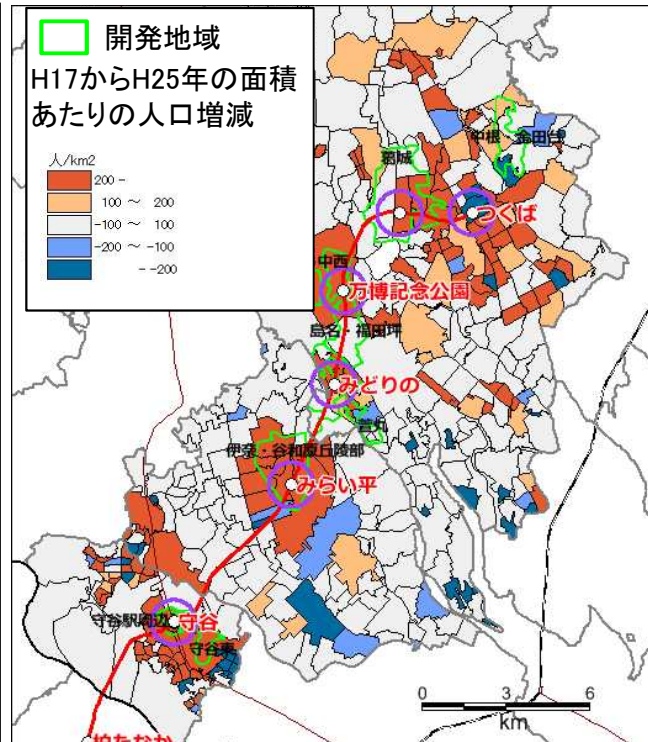 開発地域
H17からH25年の面積
あたりの人口増減
人/km2
200 -
100 ～ 200
-100 ～ 100
-200 ～ -100
- -200
中根・金田台
葛城
つくば
中西
万博記念公園
島名・福田坪
みどりの
萱丸
伊奈・谷和原丘陵部
みらい平
守谷駅周辺
守谷
守谷東
0 3 6
km
柏たなか